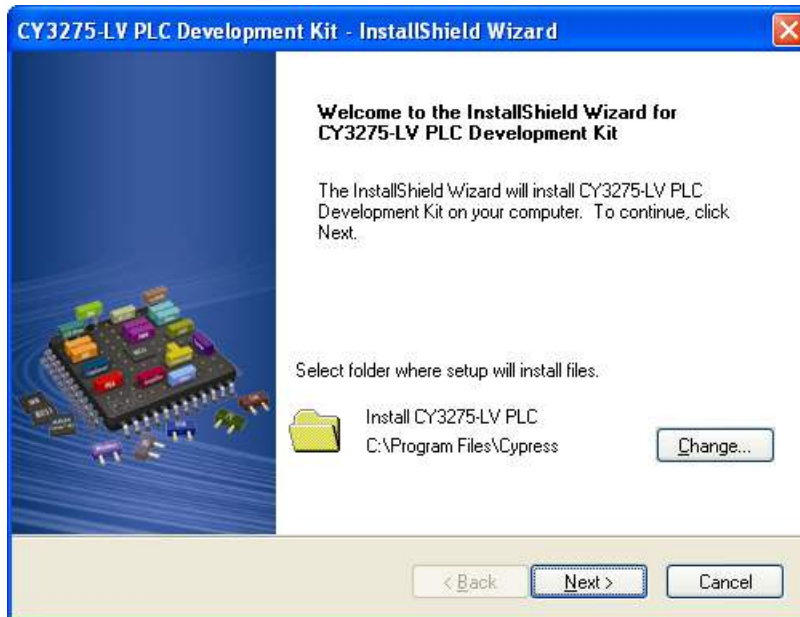 CY3275-LV PLC Development Kit - InstallShield Wizard
Welcome to the InstallShield Wizard for
CY3275-LV PLC Development Kit
The InstallShield Wizard will install CY3275-LV PLC
Development Kit on your computer. To continue, click
Next.
Select folder where setup will install files.
Install CY3275-LV PLC
C:\Program Files\Cypress
Change...
< Back
Next >
Cancel